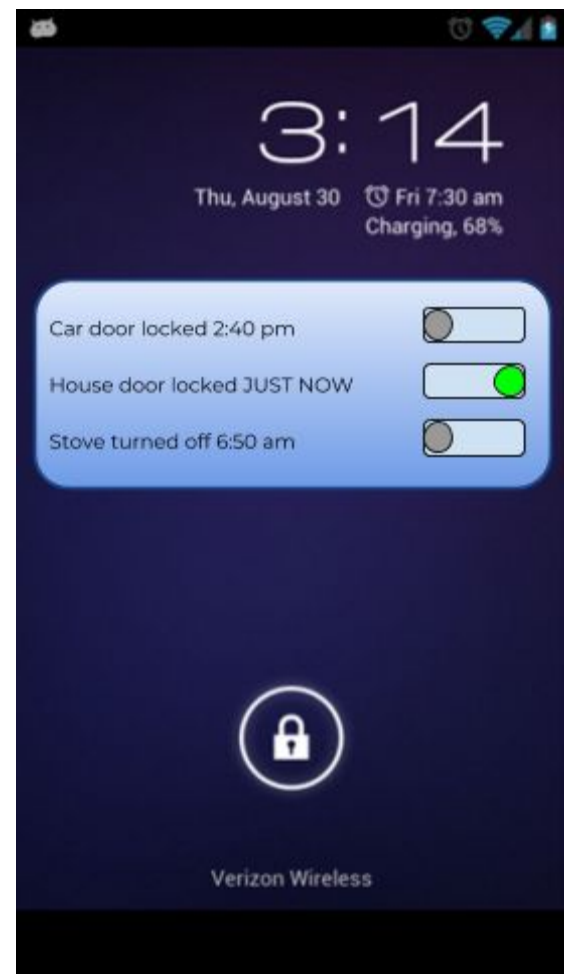 3:14
Thu, August 30 Fri 7:30 am
Charging, 68%
Car door locked 2:40 pm
House door locked JUST NOW
Stove turned off 6:50 am
Verizon Wireless